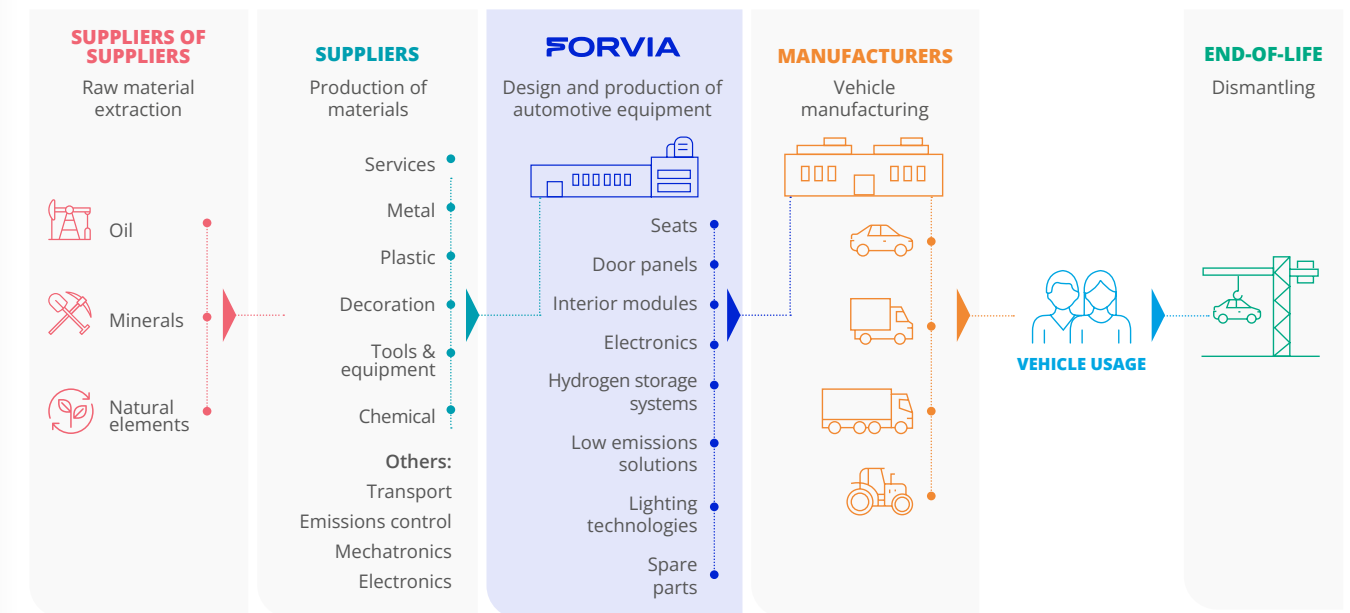 SUPPLIERS OF
SUPPLIERS
Raw material
extraction
Oil
Minerals
Natural
elements
SUPPLIERS
Production of
materials
Services
Metal
Plastic
Decoration
Tools &
equipment
Chemical
Others:
Transport
Emissions control
Mechatronics
Electronics
FORVIA
Design and production of
automotive equipment
Seats
Door panels
Interior modules
Electronics
Hydrogen storage
systems
Low emissions
solutions
Lighting
technologies
Spare
parts
MANUFACTURERS
Vehicle
manufacturing
VEHICLE USAGE
END-OF-LIFE
Dismantling